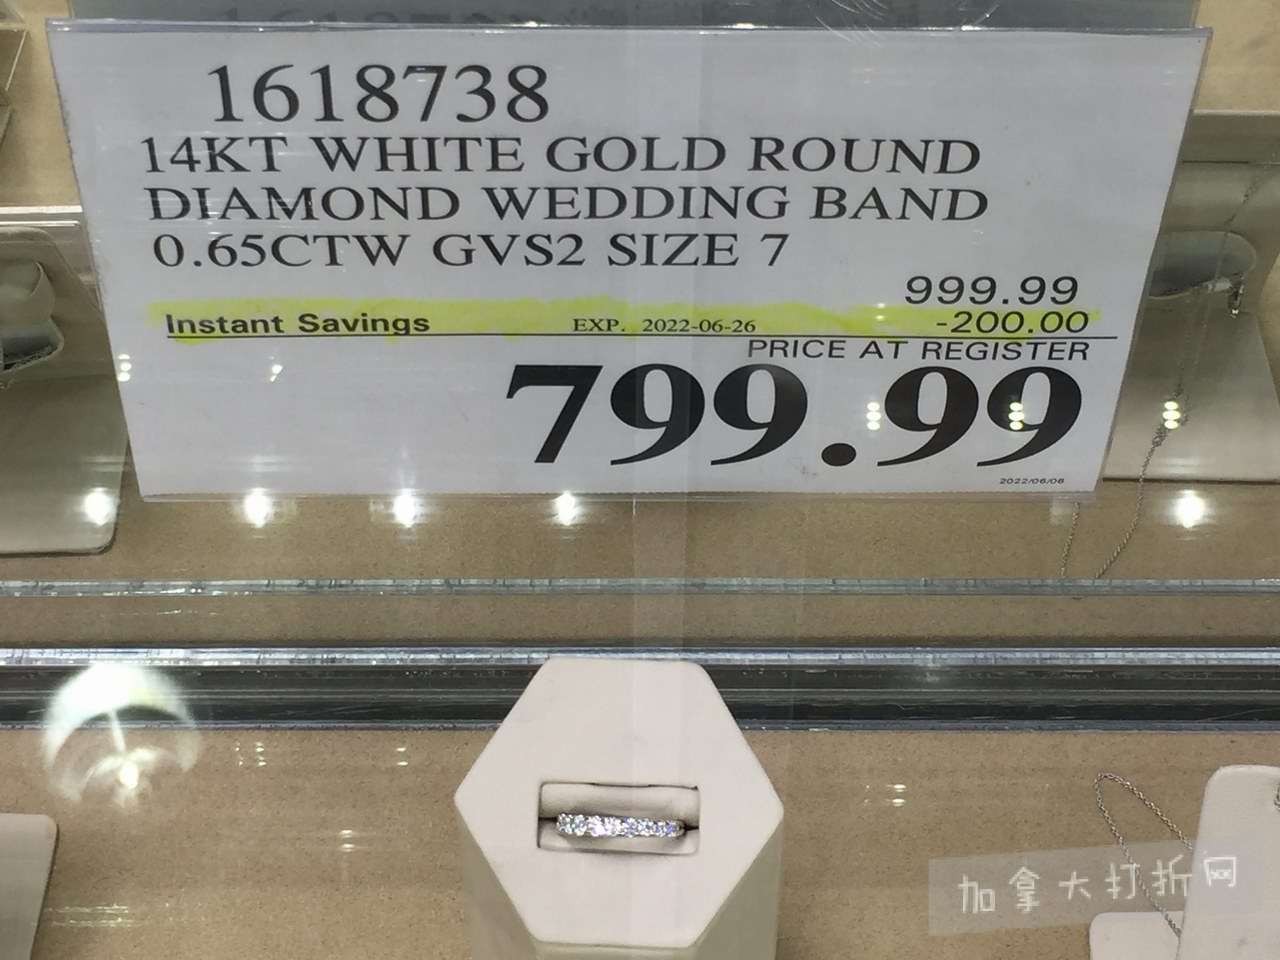 1618738
14KT WHITE GOLD ROUND
DIAMOND WEDDING BAND
0.65CTW GVS2 SIZE 7
999.99
Instant Savings EXP. 2022-06-26 -200.00
PRICE AT REGISTER
799.99
2022/06/06
加拿大打折网